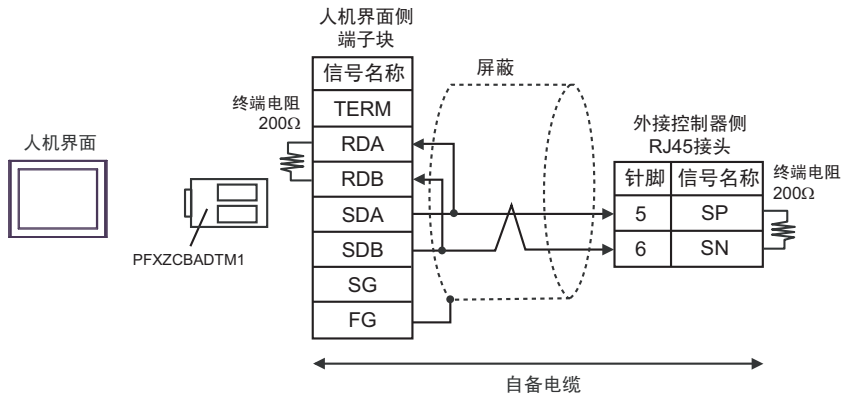 人机界面侧
端子块
信号名称
TERM
RDA
RDB
SDA
SDB
SG
FG
终端电阻
200Ω
人机界面
PFXZCBADTM1
屏蔽
外接控制器侧
RJ45接头
针脚 信号名称
5 SP
6 SN
终端电阻
200Ω
自备电缆